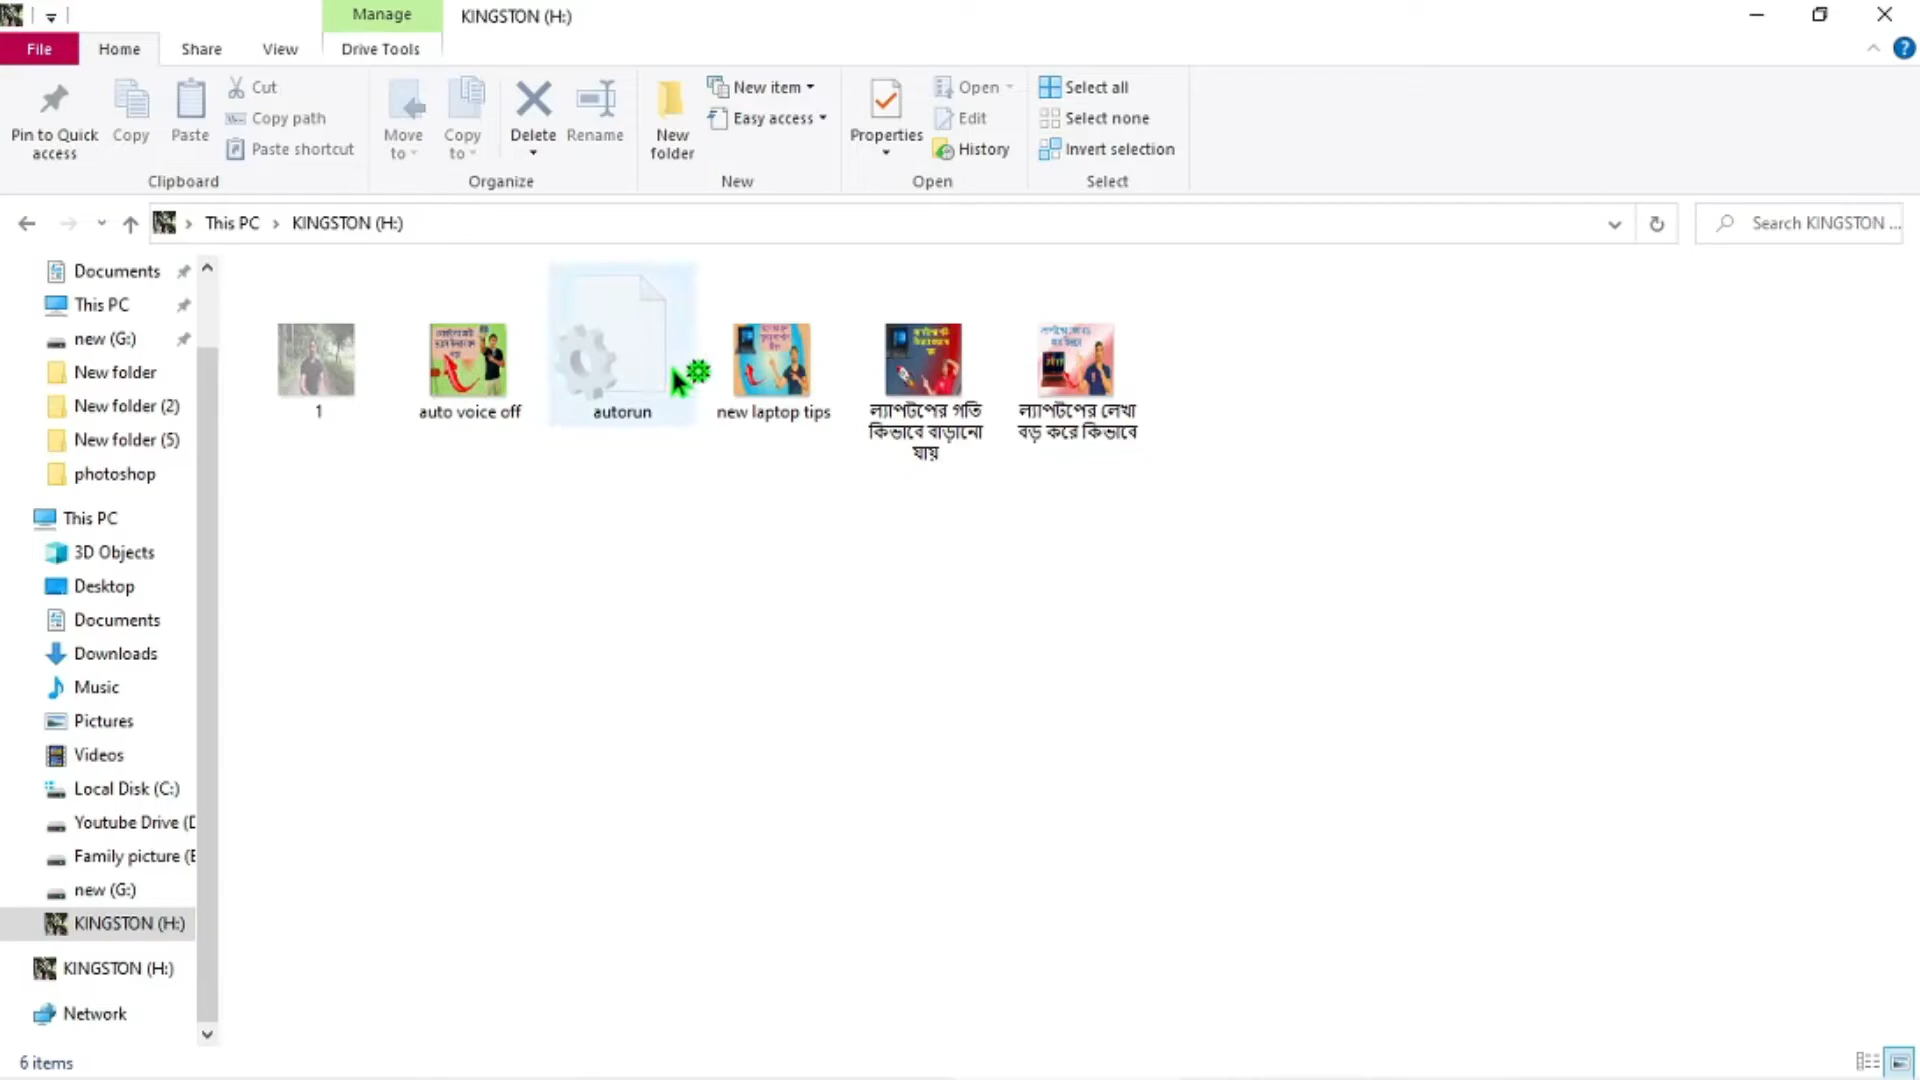 Manage
KINGSTON (H:)
File
Home
Share
View
Drive Tools
Pin to Quick
access
Copy
Paste
Cut
Copy path
Paste shortcut
Clipboard
Move
to
Copy
to
Delete
Rename
Organize
New
folder
New item
Easy access
New
Properties
Open
Edit
History
Open
Select all
Select none
Invert selection
Select
This PC
KINGSTON (H:)
Search KINGSTON ...
Documents
This PC
new (G:)
New folder
New folder (2)
New folder (5)
photoshop
This PC
3D Objects
Desktop
Documents
Downloads
Music
Pictures
Videos
Local Disk (C:)
Youtube Drive (D
Family picture (E
new (G:)
KINGSTON (H:)
KINGSTON (H:)
Network
1
auto voice off
autorun
new laptop tips
ল্যাপটপের গতি
কিভাবে বাড়ানো
যায়
ল্যাপটপের লেখা
বড় করে কিভাবে
6 items